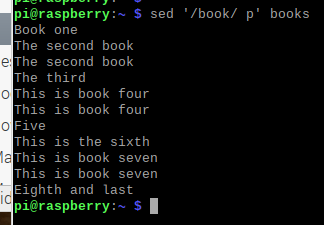 pi@raspberry:~ $ sed '/book/ p' books
Book one
The second book
The second book
The third
This is book four
This is book four
Five
This is the sixth
This is book seven
This is book seven
Eighth and last
pi@raspberry:~ $